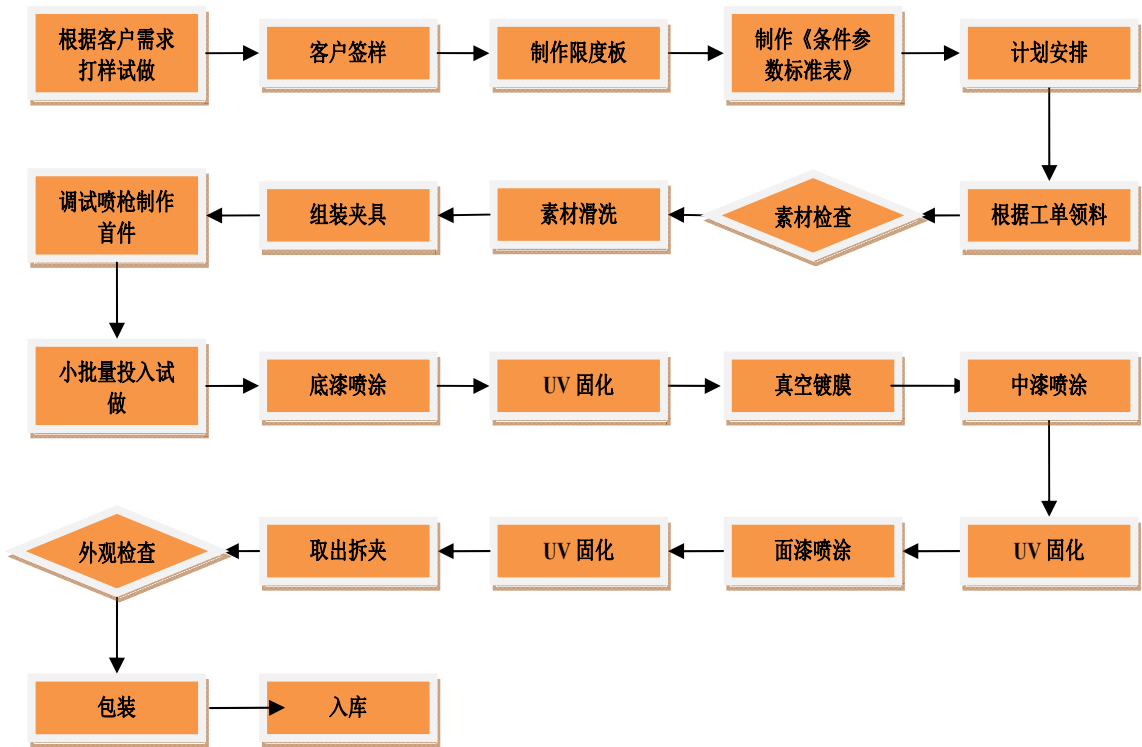 根据客户需求
打样试做
客户签样
制作限度板
制作《条件参
数标准表》
计划安排
根据工单领料
素材检查
素材滑洗
组装夹具
调试喷枪制作
首件
小批量投入试
做
底漆喷涂
UV 固化
真空镀膜
中漆喷涂
UV 固化
面漆喷涂
UV 固化
取出拆夹
外观检查
包装
入库